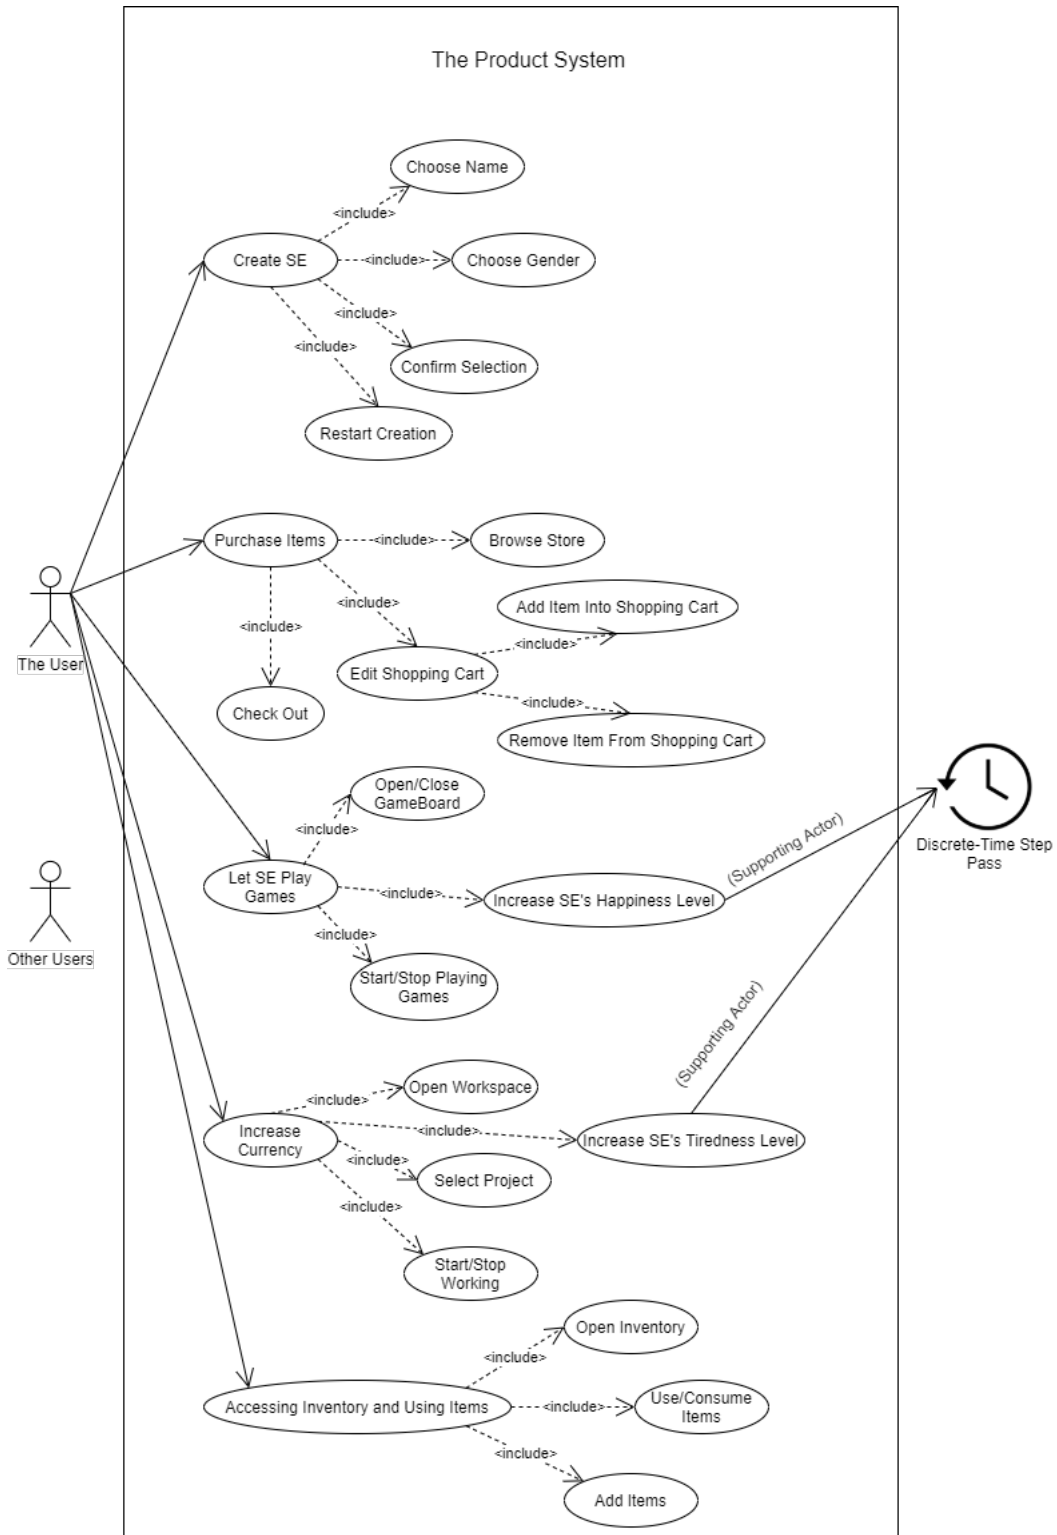 The Product System
Choose Name
<include>
Create SE
<include>
Choose Gender
<include>
<include>
Confirm Selection
Restart Creation
Purchase Items
<include>
Browse Store
<include>
Add Item Into Shopping Cart
<include>
<include>
The User
Edit Shopping Cart
<include>
Check Out
Remove Item From Shopping Cart
Open/Close
GameBoard
<include>
Let SE Play
Games
<include>
Increase SE's Happiness Level
(Supporting Actor)
Discrete-Time Step
Pass
<include>
Other Users
Start/Stop Playing
Games
(Supporting Actor)
Open Workspace
<include>
Increase
Currency
<include>
Increase SE's Tiredness Level
<include>
Select Project
<include>
Start/Stop
Working
Open Inventory
<include>
Accessing Inventory and Using Items
<include>
Use/Consume
Items
<include>
Add Items